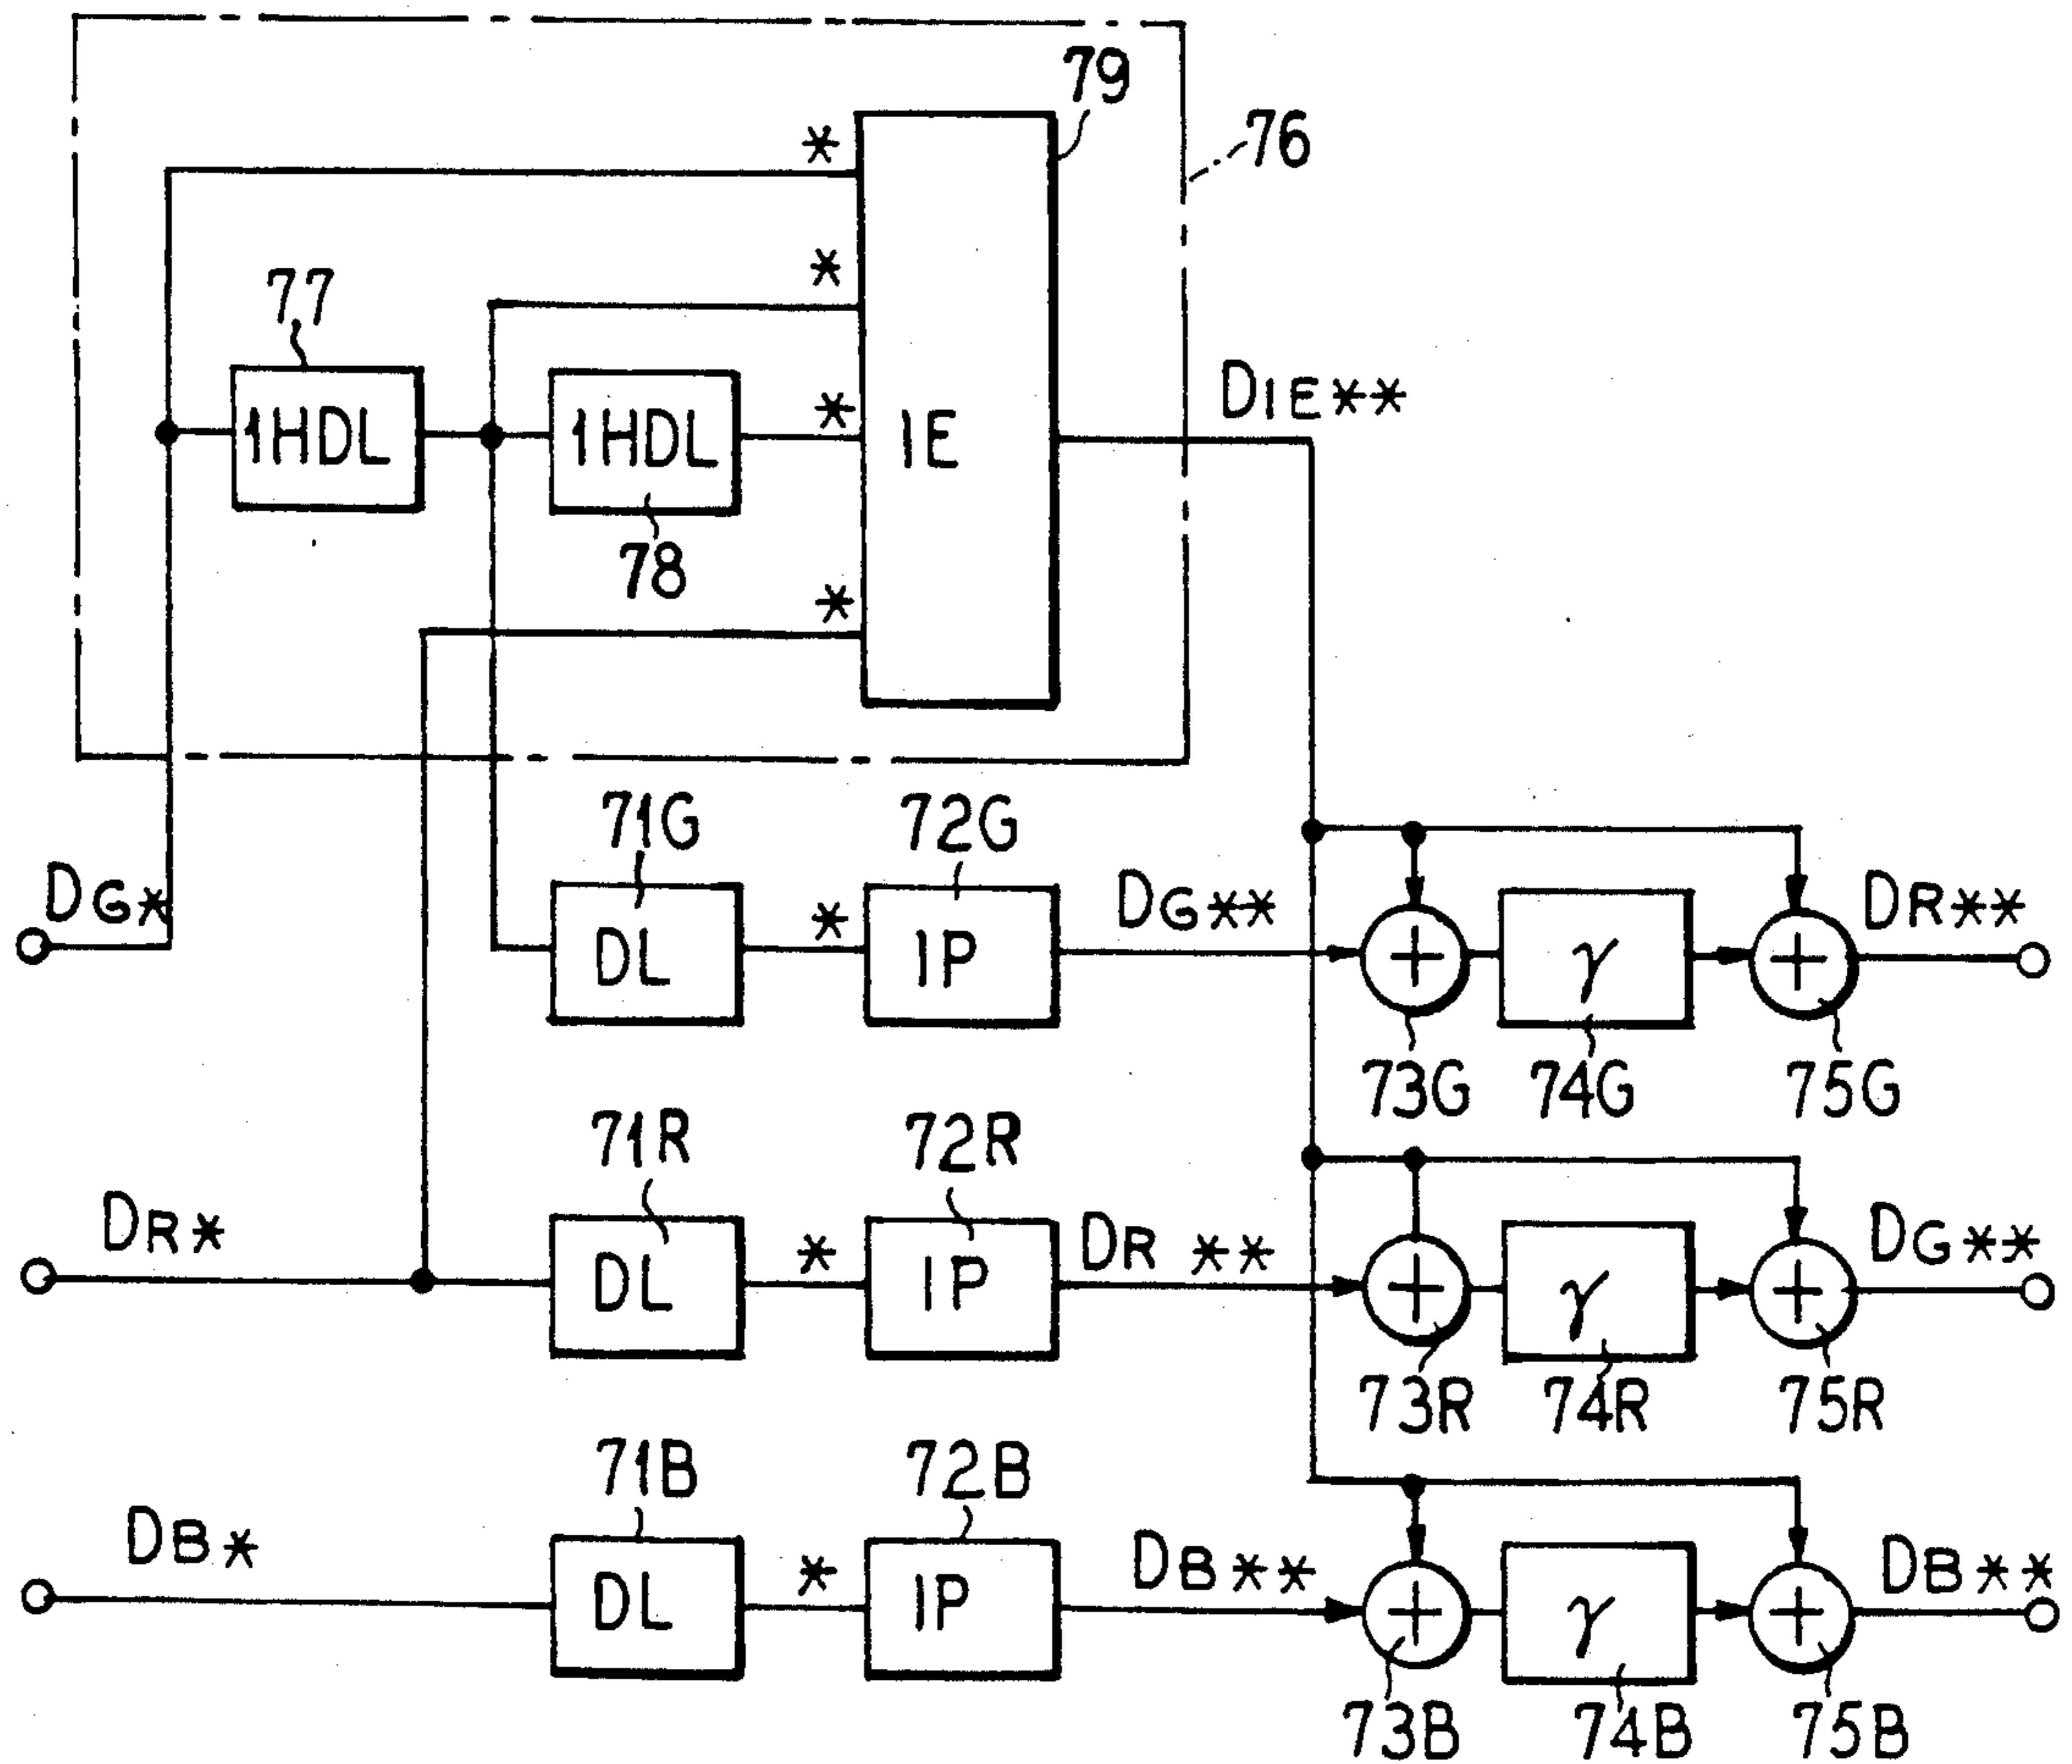 79
*
76
*
77
DIE**
*
1HDL
1HDL
IE
78
*
71G
72G
DG*
DG**
DR**
*
DL
IP
γ
73G
74G
75G
71R
72R
DR*
DR **
DG**
*
DL
IP
γ
73R
74R
75R
71B
72B
DB*
DB**
DB**
*
DL
IP
γ
73B
74B
75B